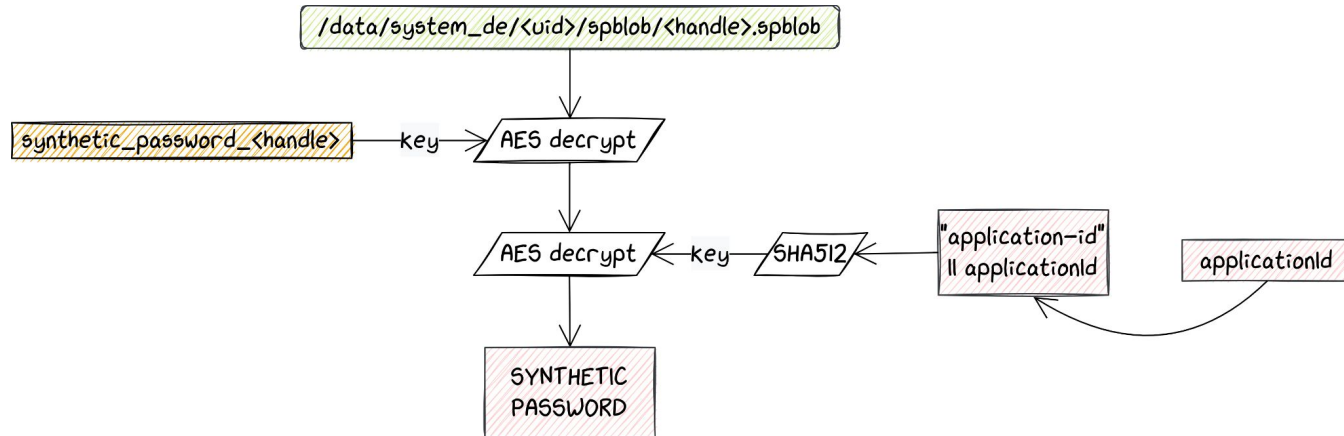 /data/system_de/<uid>/spblob/<handle>.spblob
synthetic_password_<handle>
key
AES decrypt
AES decrypt
key
SHA512
"application-id"
|| applicationId
applicationId
SYNTHETIC
PASSWORD